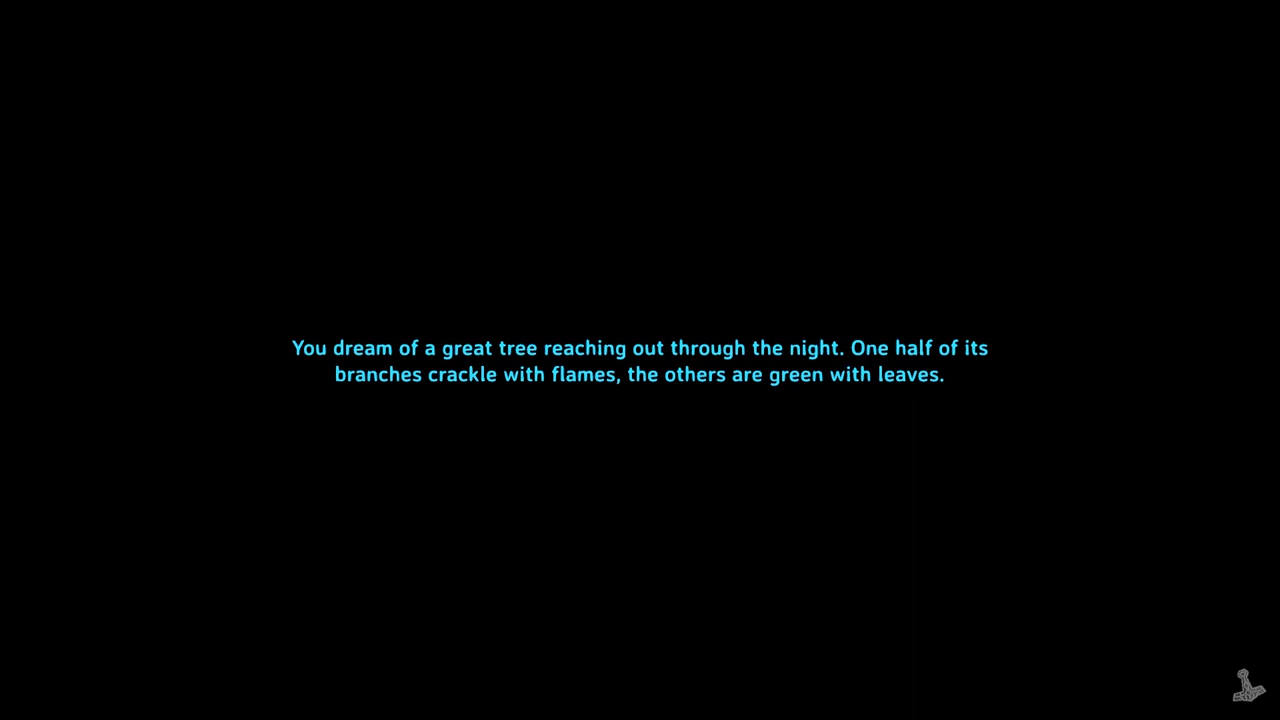 You dream of a great tree reaching out through the night. One half of its
branches crackle with flames, the others are green with leaves.